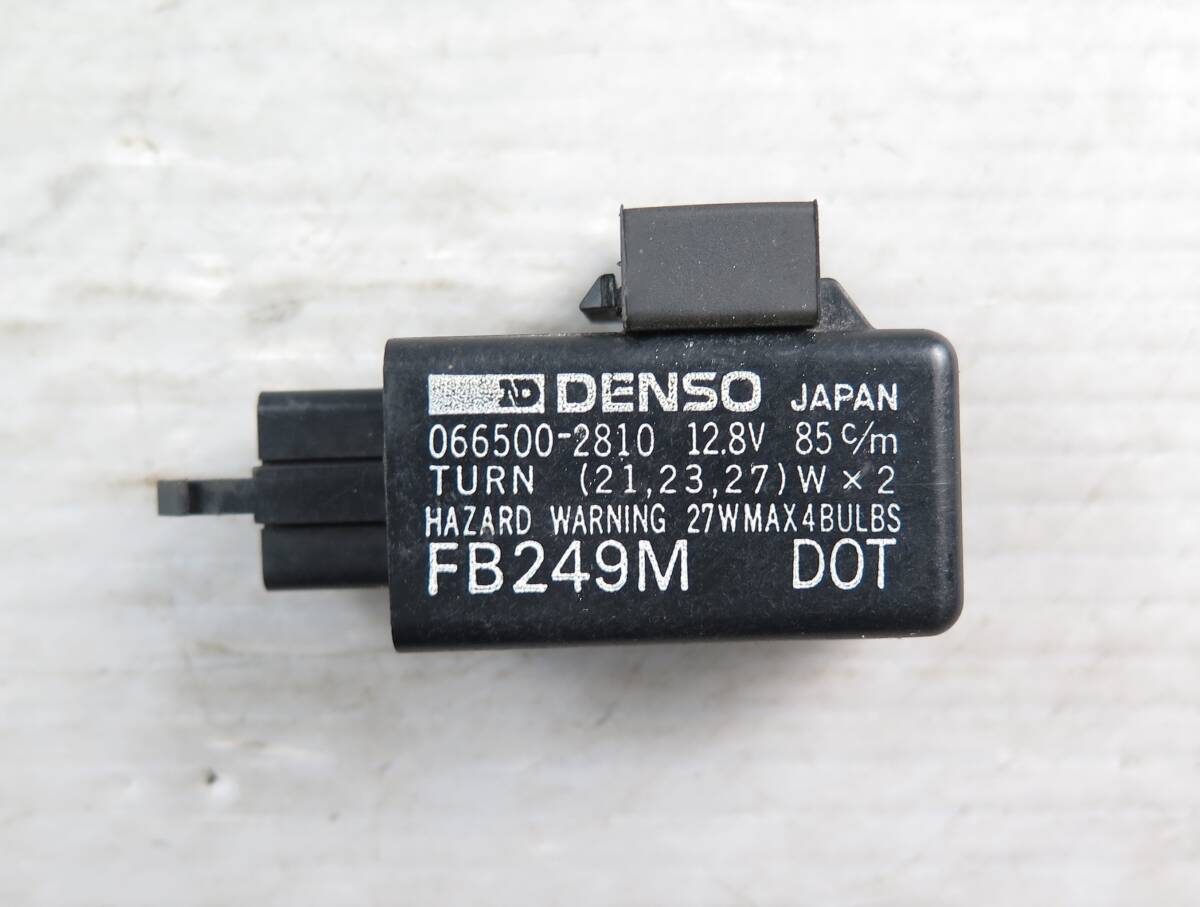 ND DENSO JAPAN
066500-2810 12.8V 85 c/m
TURN (21,23,27)W×2
HAZARD WARNING 27WMAX4BULBS
FB249M DOT